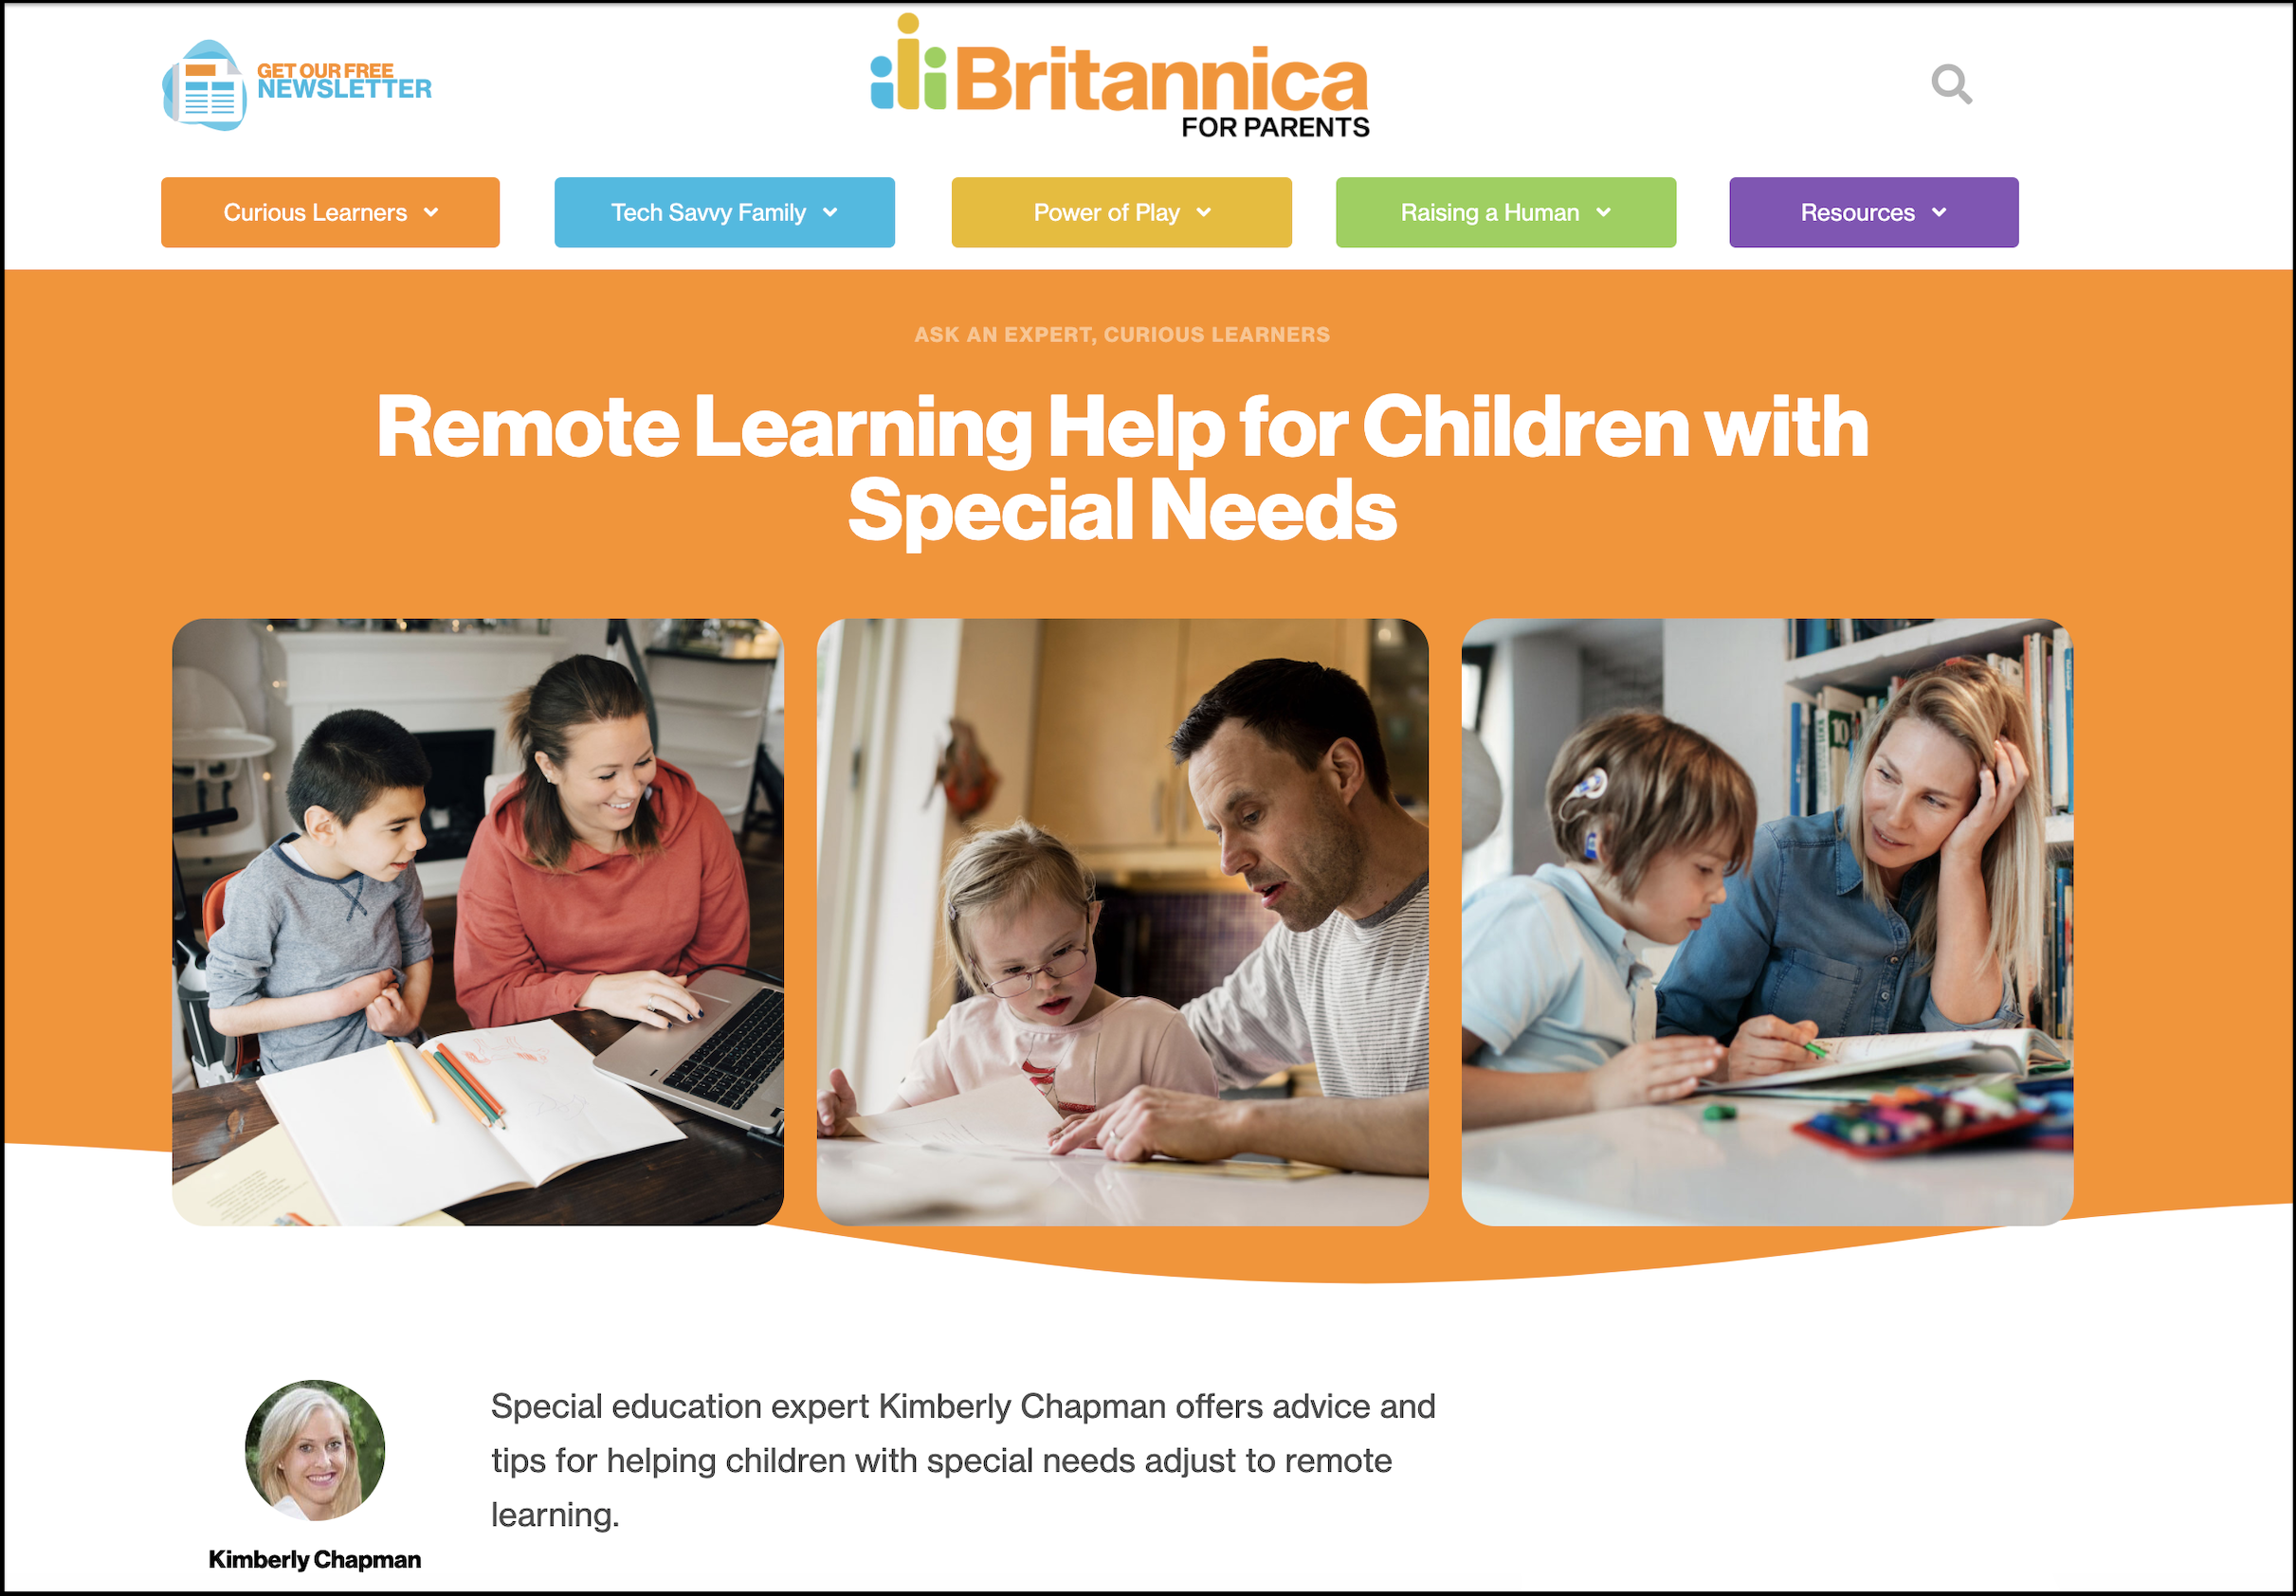 GET OUR FREE
NEWSLETTER
Britannica
FOR PARENTS
Curious Learners
Tech Savvy Family
Power of Play
Raising a Human
Resources
ASK AN EXPERT, CURIOUS LEARNERS
Remote Learning Help for Children with
Special Needs
10
Special education expert Kimberly Chapman offers advice and
tips for helping children with special needs adjust to remote
learning.
Kimberly Chapman